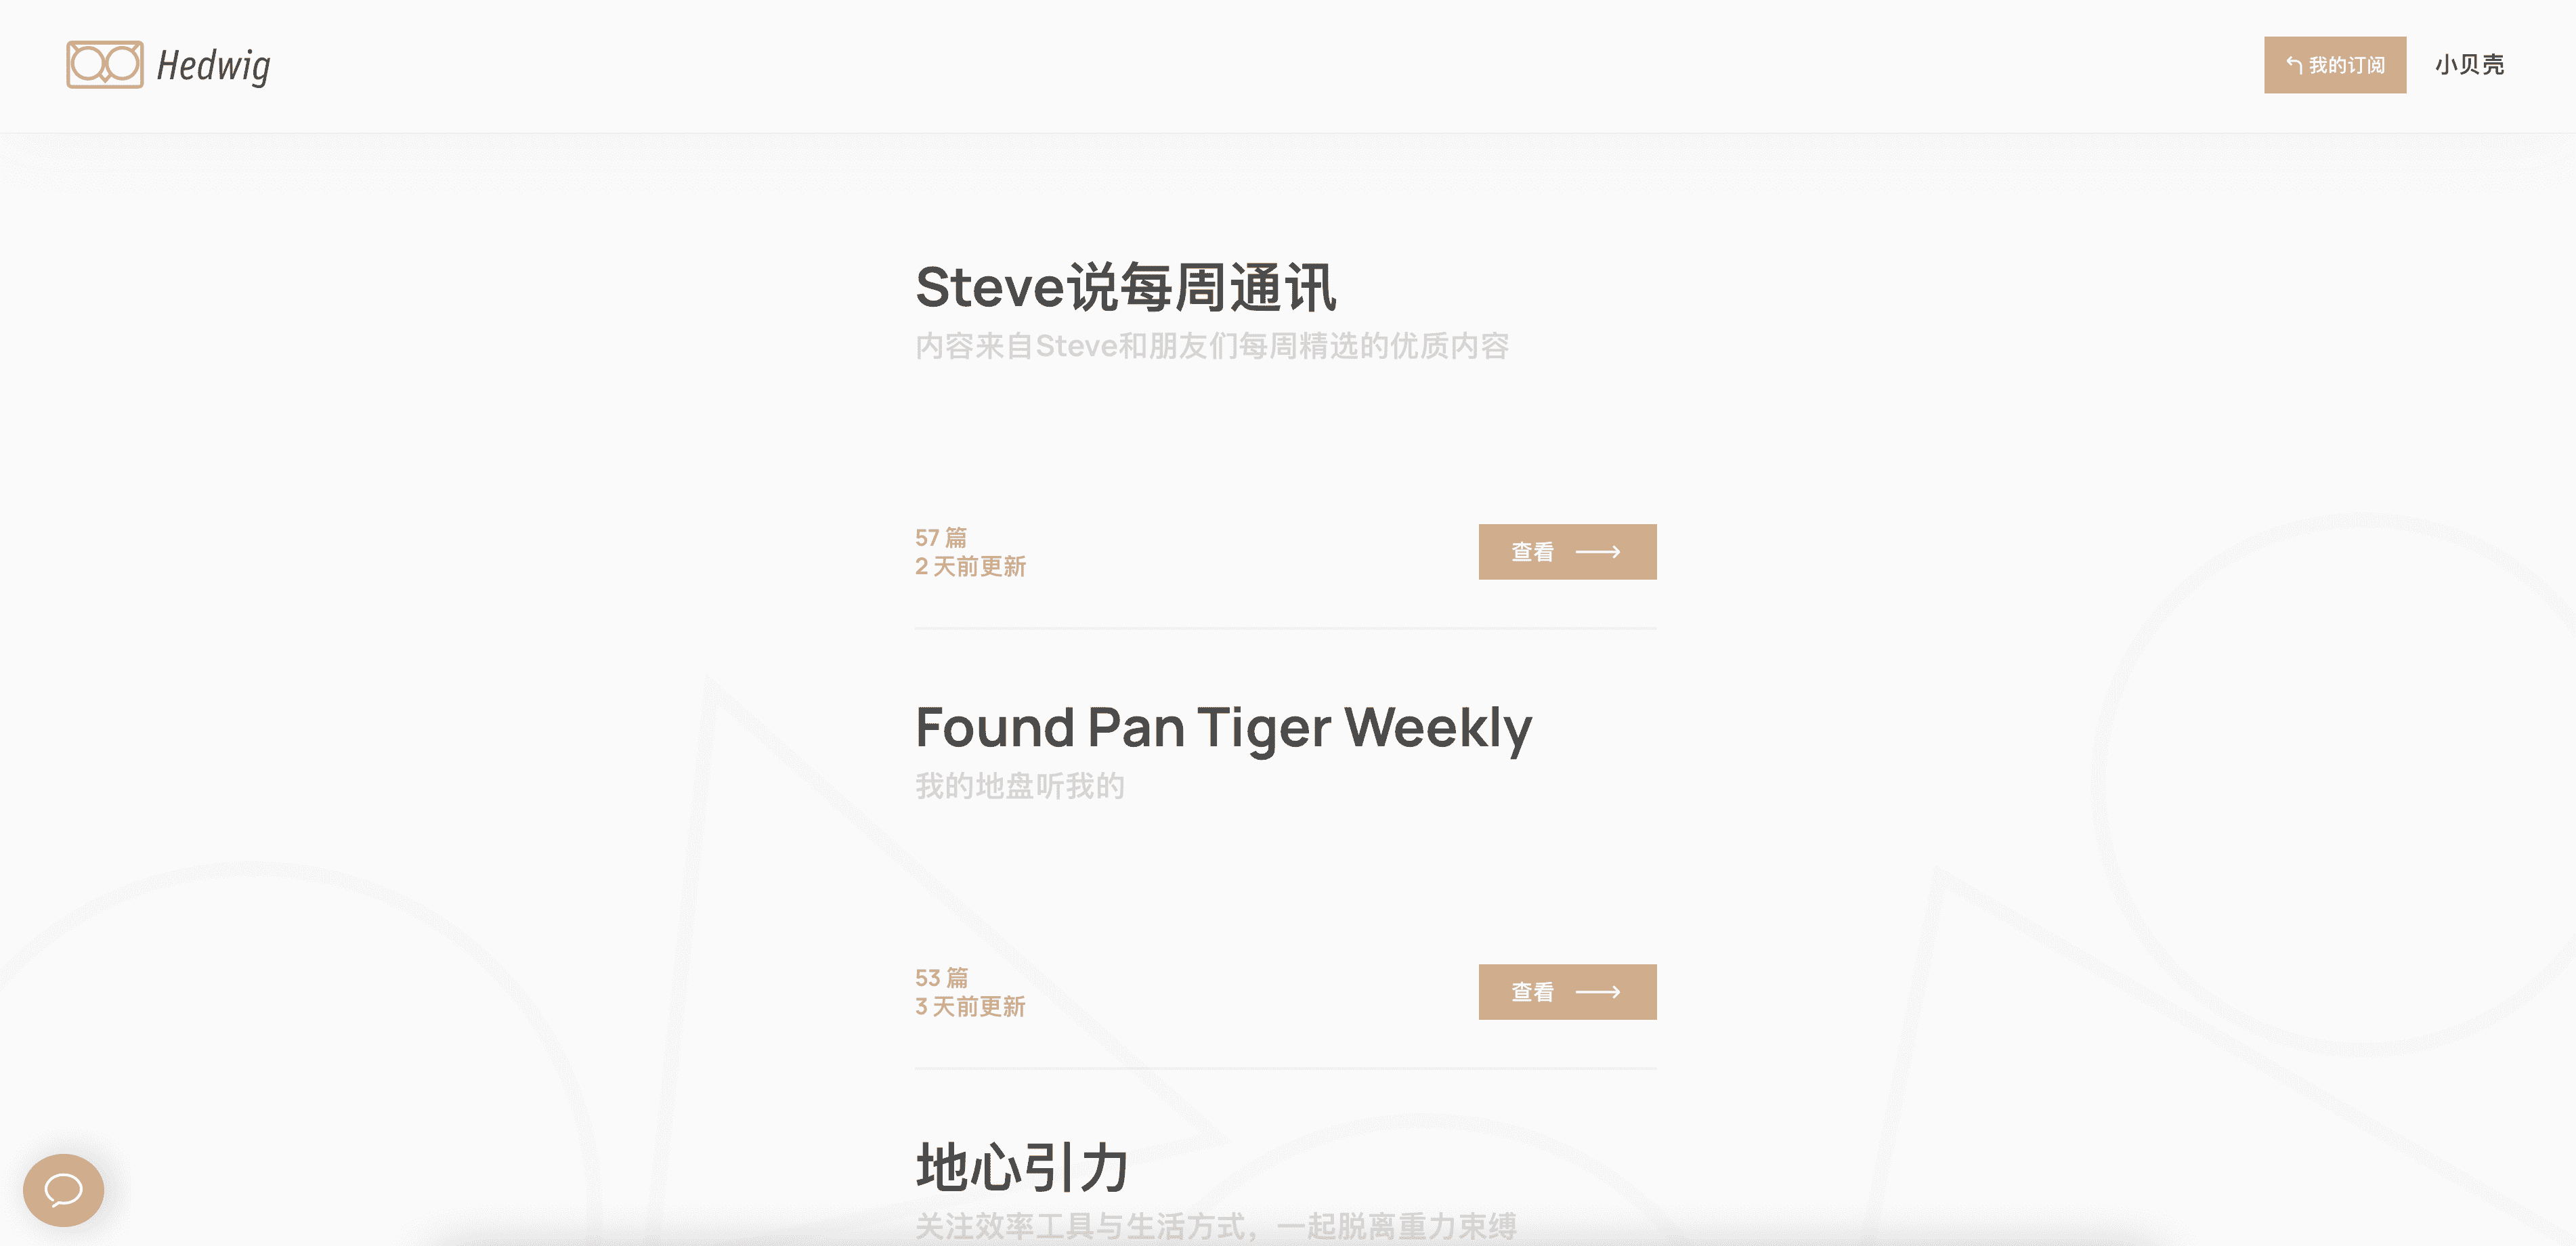 Hedwig
我的订阅
小贝壳
Steve说每周通讯
内容来自Steve和朋友们每周精选的优质内容
57 篇
2 天前更新
查看
Found Pan Tiger Weekly
我的地盘听我的
53 篇
3 天前更新
查看
地心引力
关注效率工具与生活方式，一起脱离重力束缚